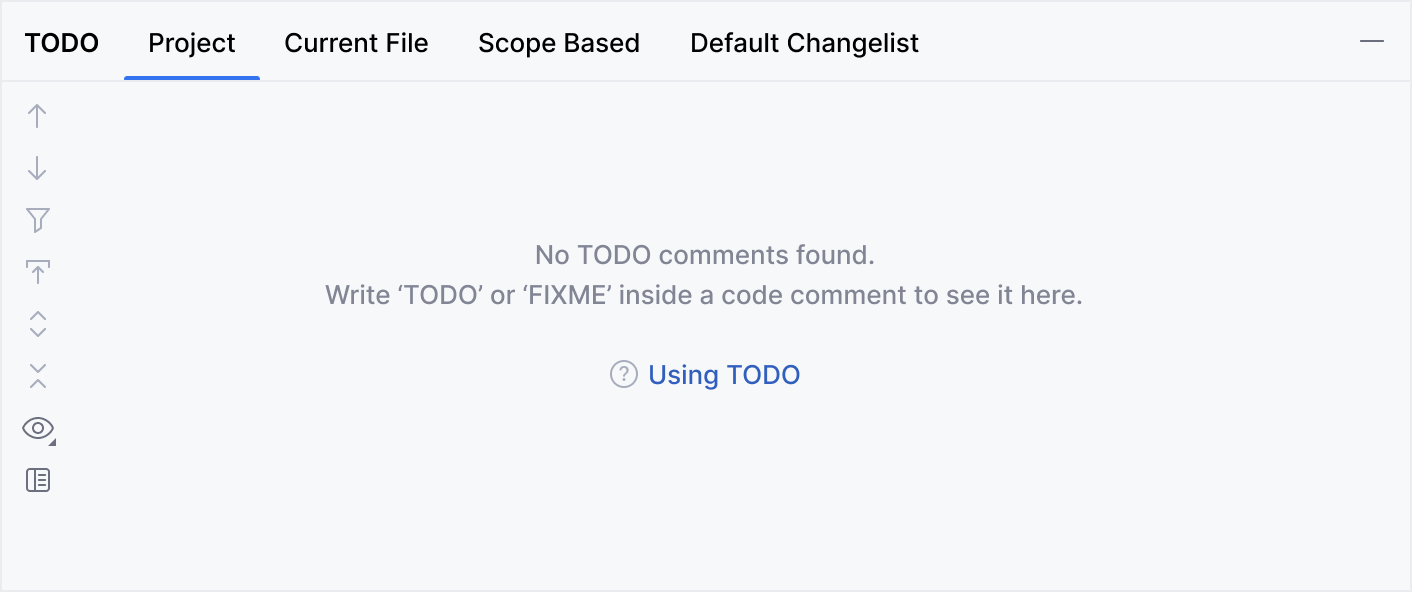 TODO Project Current File Scope Based Default Changelist
No TODO comments found.
Write ‘TODO’ or ‘FIXME’ inside a code comment to see it here.
? Using TODO